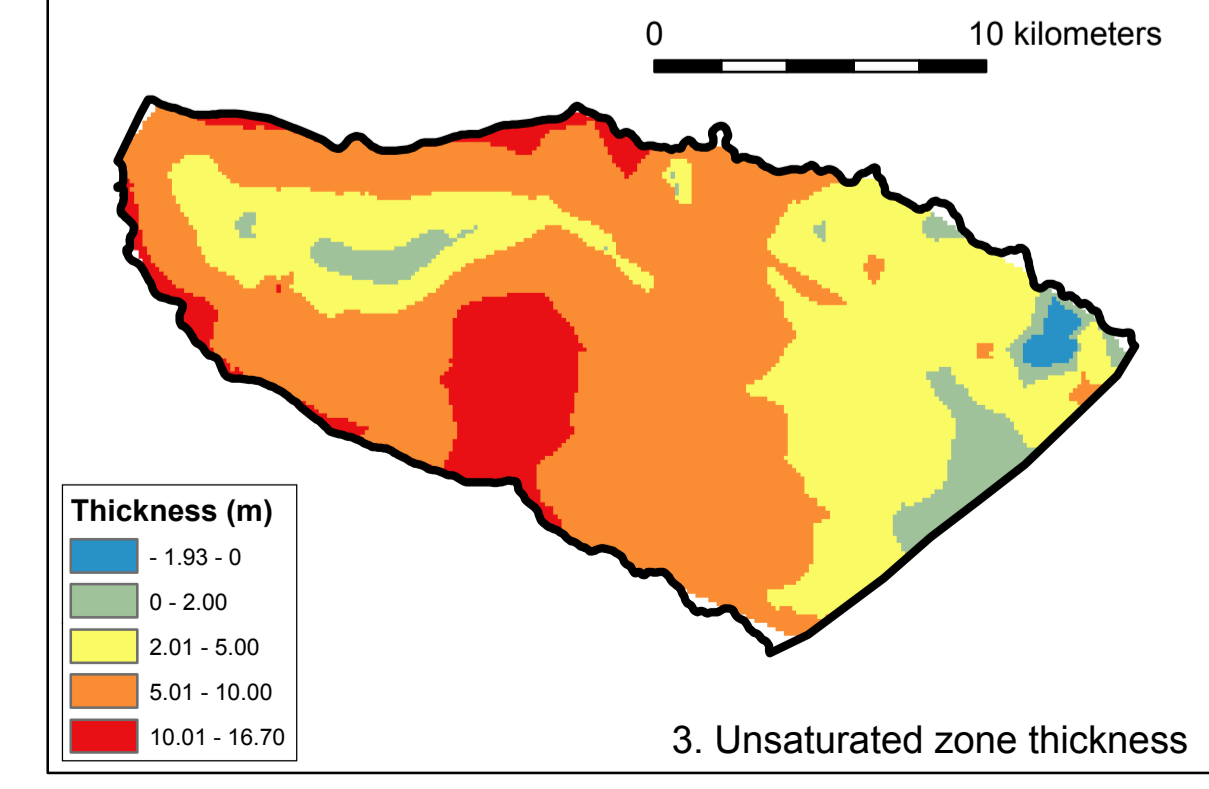 0 10 kilometers
Thickness (m)
- 1.93 - 0
0 - 2.00
2.01 - 5.00
5.01 - 10.00
10.01 - 16.70
3. Unsaturated zone thickness